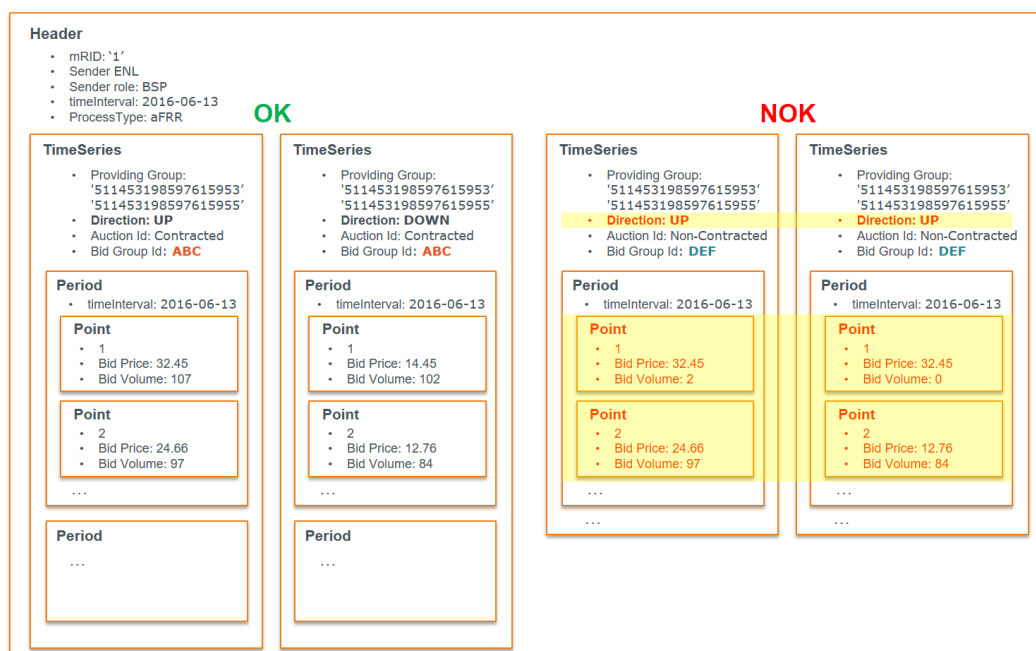 Header
• mRID: '1'
• Sender ENL
• Sender role: BSP
• timeInterval: 2016-06-13
• ProcessType: aFRR
OK
NOK
TimeSeries
• Providing Group:
'511453198597615953'
'511453198597615955'
• Direction: UP
• Auction Id: Contracted
• Bid Group Id: ABC
Period
• timeInterval: 2016-06-13
Point
• 1
• Bid Price: 32.45
• Bid Volume: 107
Point
• 2
• Bid Price: 24.66
• Bid Volume: 97
...
Period
...
TimeSeries
• Providing Group:
'511453198597615953'
'511453198597615955'
• Direction: DOWN
• Auction Id: Contracted
• Bid Group Id: ABC
Period
• timeInterval: 2016-06-13
Point
• 1
• Bid Price: 14.45
• Bid Volume: 102
Point
• 2
• Bid Price: 12.76
• Bid Volume: 84
...
Period
...
TimeSeries
• Providing Group:
'511453198597615953'
'511453198597615955'
• Direction: UP
• Auction Id: Non-Contracted
• Bid Group Id: DEF
Period
• timeInterval: 2016-06-13
Point
• 1
• Bid Price: 32.45
• Bid Volume: 2
Point
• 2
• Bid Price: 24.66
• Bid Volume: 97
...
...
TimeSeries
• Providing Group:
'511453198597615953'
'511453198597615955'
• Direction: UP
• Auction Id: Non-Contracted
• Bid Group Id: DEF
Period
• timeInterval: 2016-06-13
Point
• 1
• Bid Price: 32.45
• Bid Volume: 0
Point
• 2
• Bid Price: 12.76
• Bid Volume: 84
...
...